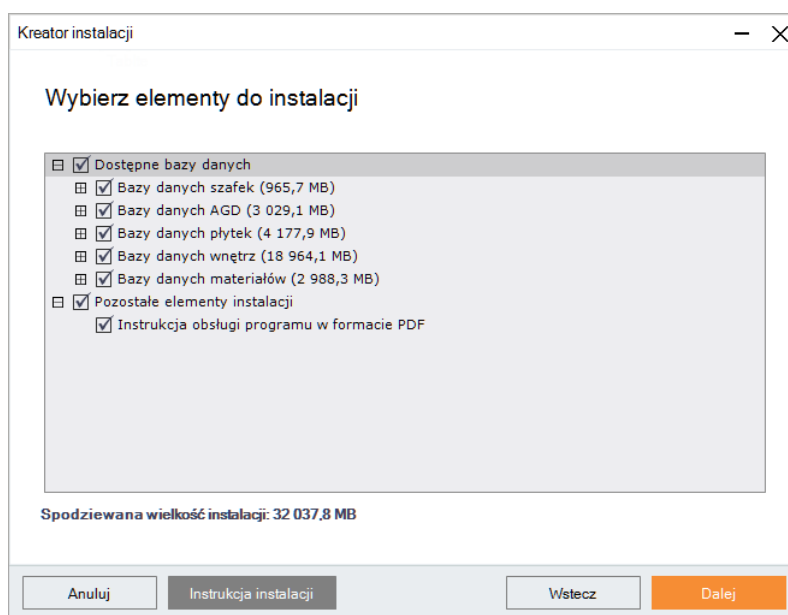 Kreator instalacji
Wybierz elementy do instalacji
Dostępne bazy danych
Bazy danych szafek (965,7 MB)
Bazy danych AGD (3 029,1 MB)
Bazy danych płytek (4 177,9 MB)
Bazy danych wnętrz (18 964,1 MB)
Bazy danych materiałów (2 988,3 MB)
Pozostałe elementy instalacji
Instrukcja obsługi programu w formacie PDF
Spodziewana wielkość instalacji: 32 037,8 MB
Anuluj Instrukcja instalacji Wstecz Dalej